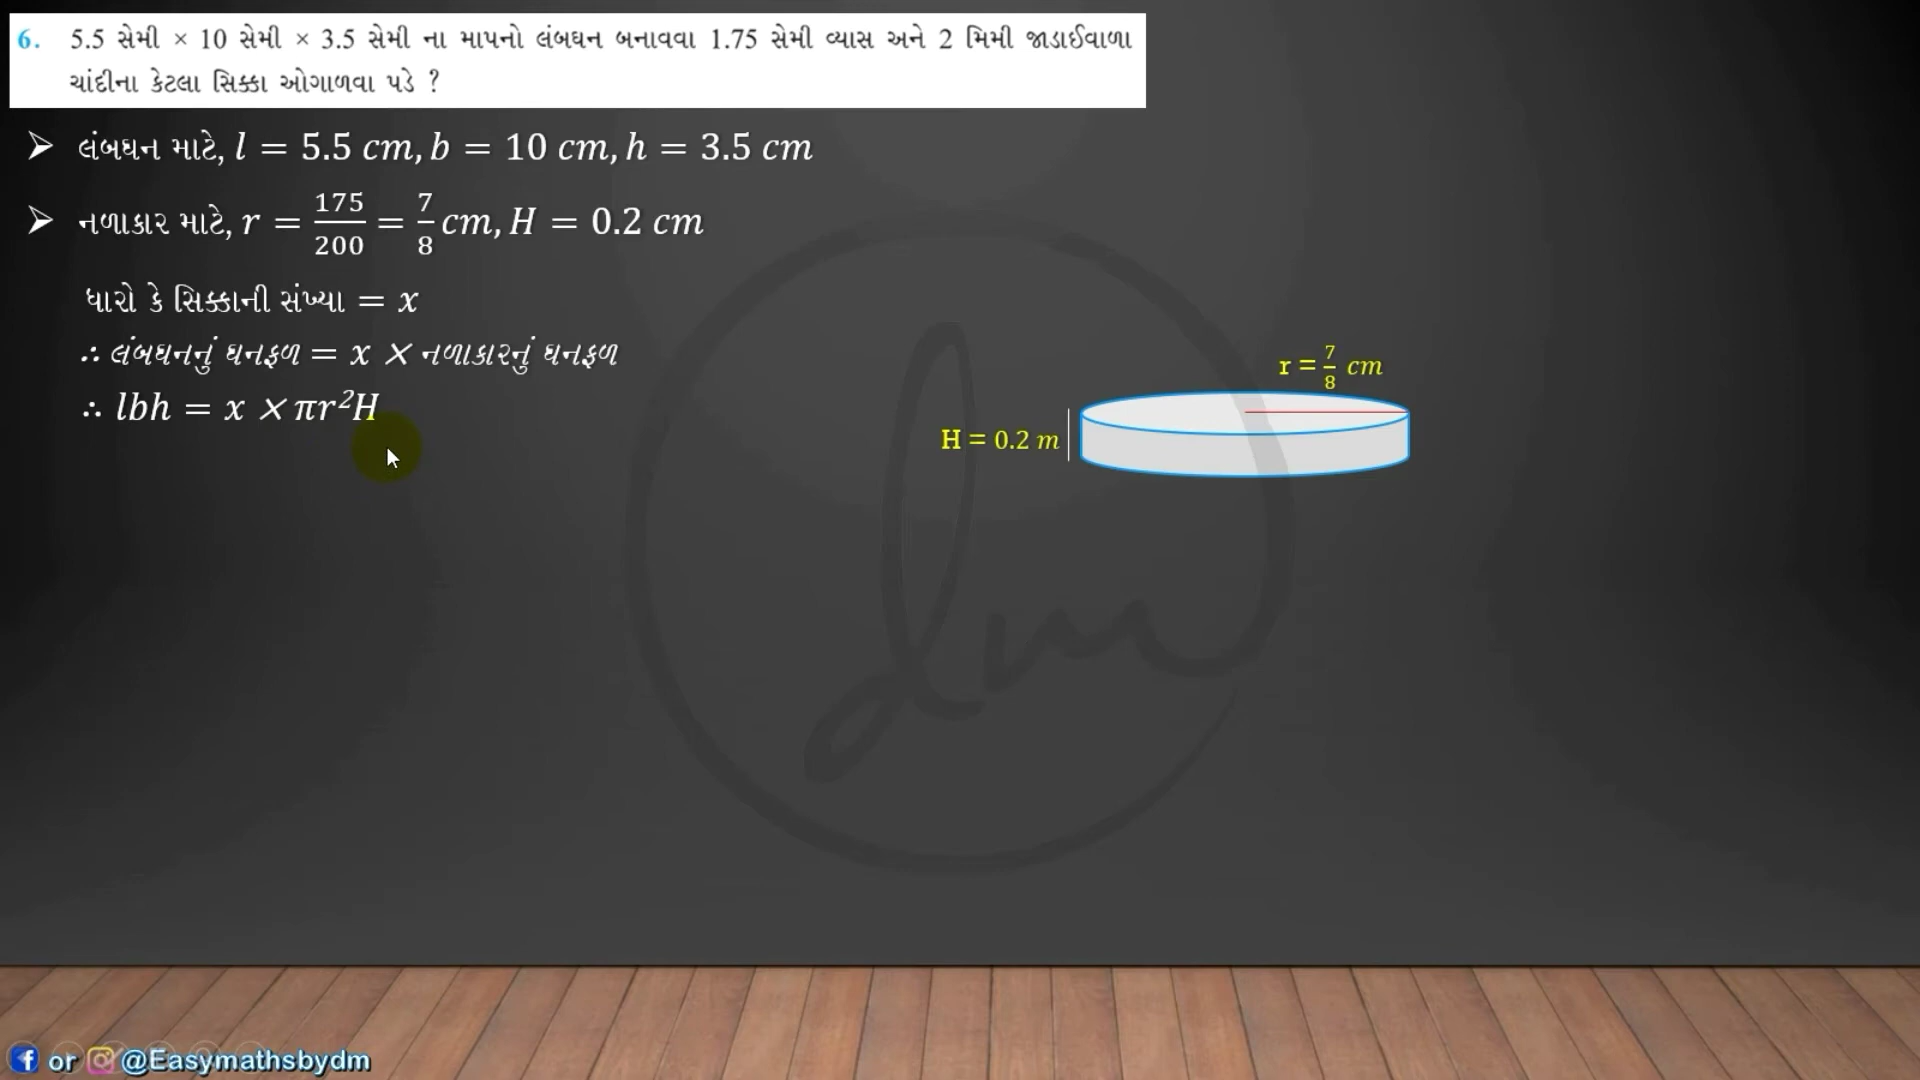 6. 5.5 સેમી × 10 સેમી × 3.5 સેમી ના માપનો લંબઘન બનાવવા 1.75 સેમી વ્યાસ અને 2 મિમી જાડાઈવાળા
ચાંદીના કેટલા સિક્કા ઓગાળવા પડે ?
➢ લંબઘન માટે, l = 5.5 cm, b = 10 cm, h = 3.5 cm
➢ નળાકાર માટે, r = 175/200 = 7/8 cm, H = 0.2 cm
ધારો કે સિક્કાની સંખ્યા = x
∴ લંબઘનનું ઘનફળ = x × નળાકારનું ઘનફળ
∴ lbh = x × πr²H
r = 7/8 cm
H = 0.2 m
dm
f or @Easymathsbydm